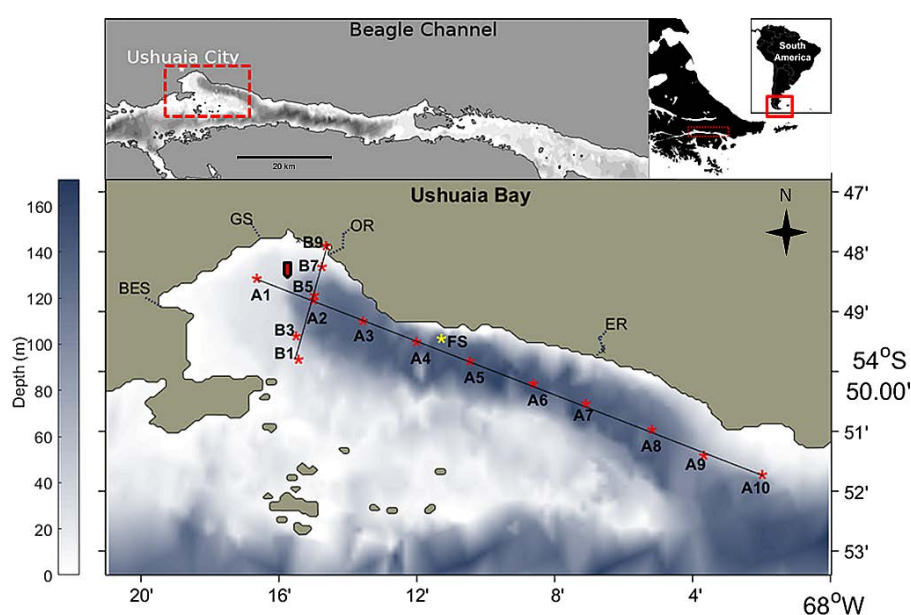 Beagle Channel
Ushuaia City
20 km
South
America
Ushuaia Bay
N
160
140
120
100
80
60
40
20
0
Depth (m)
47'
48'
49'
54°S
50.00'
51'
52'
53'
GS
OR
BES
ER
B9
B7
B5
B3
B1
A1
A2
A3
A4
FS
A5
A6
A7
A8
A9
A10
20'
16'
12'
8'
4'
0'
68°W